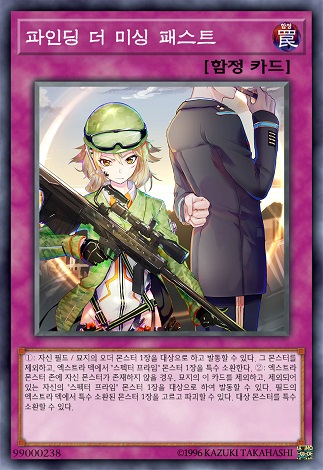 파인딩 더 미싱 패스트
함정
罠
[함정 카드]
①: 자신 필드 / 묘지의 오더 몬스터 1장을 대상으로 하고 발동할 수 있다. 그 몬스터를
제외하고, 엑스트라 덱에서 "스펙터 프라임" 몬스터 1장을 특수 소환한다. ②: 엑스트라
몬스터 존에 자신 몬스터가 존재하지 않을 경우, 묘지의 이 카드를 제외하고, 제외되어
있는 자신의 "스펙터 프라임" 몬스터 1장을 대상으로 하여 발동할 수 있다. 필드의
엑스트라 덱에서 특수 소환된 몬스터 1장을 고르고 파괴할 수 있다. 대상 몬스터를 특수
소환할 수 있다.
99000238
©1996 KAZUKI TAKAHASHI